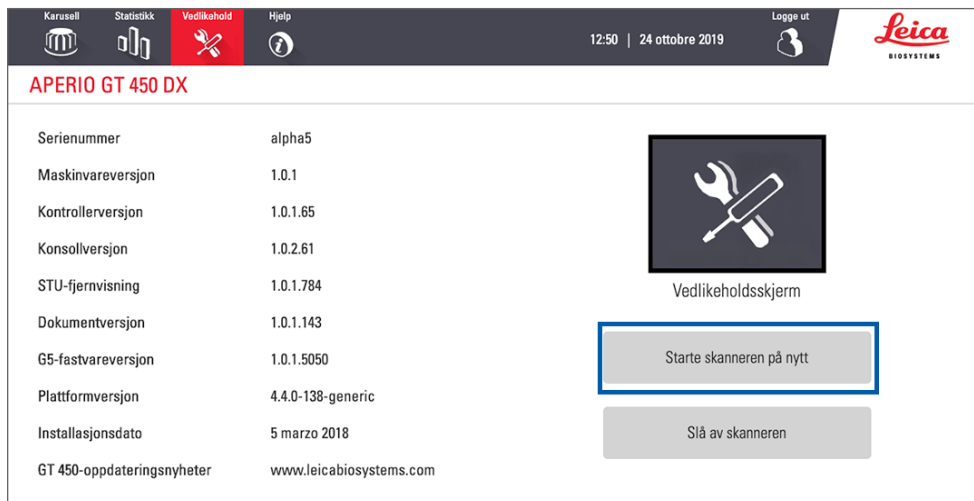 Karusell Statistikk Vedlikehold Hjelp Logge ut
12:50 | 24 ottobre 2019
Leica
BIOSYSTEMS
APERIO GT 450 DX
Serienummer alpha5
Maskinvareversjon 1.0.1
Kontrollerversjon 1.0.1.65
Konsollversjon 1.0.2.61
STU-fjernvisning 1.0.1.784
Dokumentversjon 1.0.1.143
G5-fastvareversjon 1.0.1.5050
Plattformversjon 4.4.0-138-generic
Installasjonsdato 5 marzo 2018
GT 450-oppdateringsnyheter www.leicabiosystems.com
Vedlikeholdsskjerm
Starte skanneren på nytt
Slå av skanneren